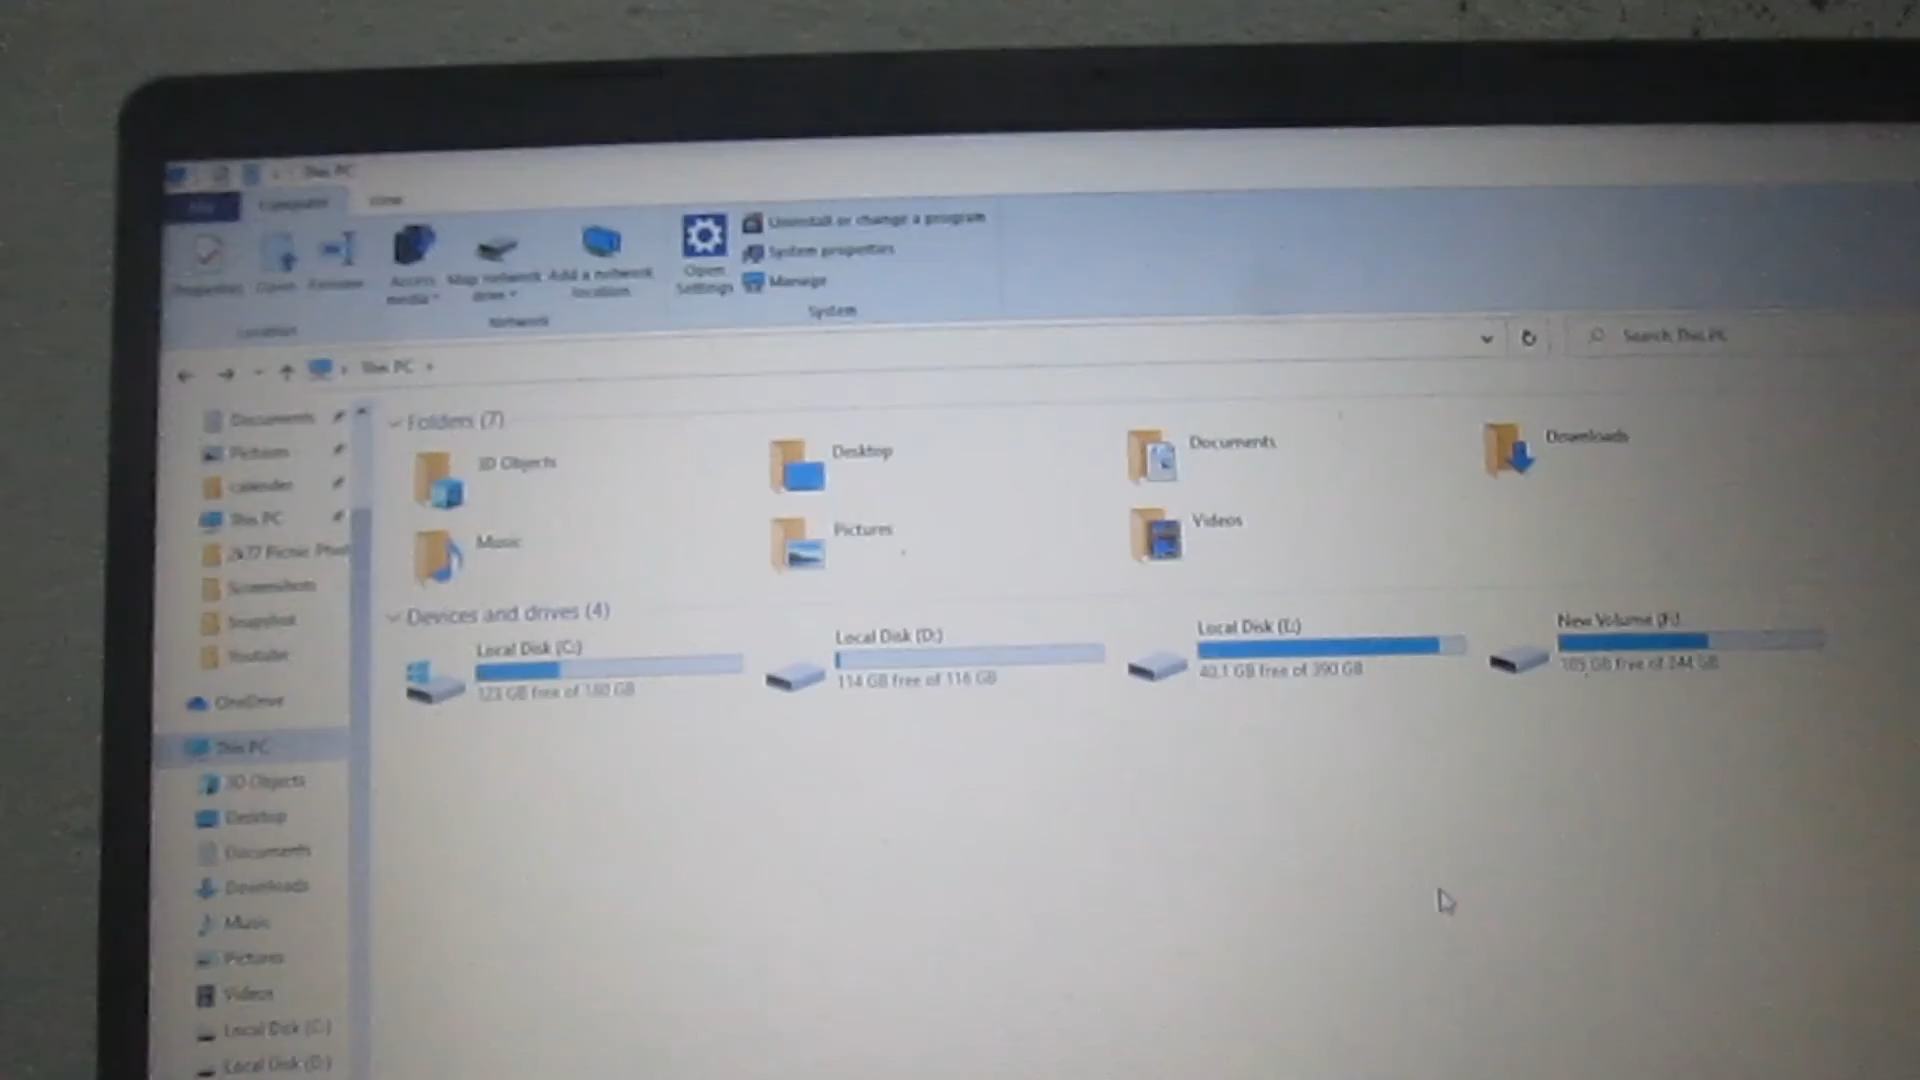 This PC
File Computer View
Properties Open Rename
Access media
Map network drive
Add a network location
Open Settings
Uninstall or change a program
System properties
Manage
Location
Network
System
This PC
Search This PC
Documents
Pictures
calender
This PC
2k77 Picnic Phot
Screenshots
Snapshot
Youtube
OneDrive
This PC
3D Objects
Desktop
Documents
Downloads
Music
Pictures
Videos
Local Disk (C:)
Local Disk (D:)
Folders (7)
3D Objects
Desktop
Documents
Downloads
Music
Pictures
Videos
Devices and drives (4)
Local Disk (C:)
123 GB free of 180 GB
Local Disk (D:)
114 GB free of 116 GB
Local Disk (E:)
40.1 GB free of 390 GB
New Volume (F:)
GB free of 244 GB